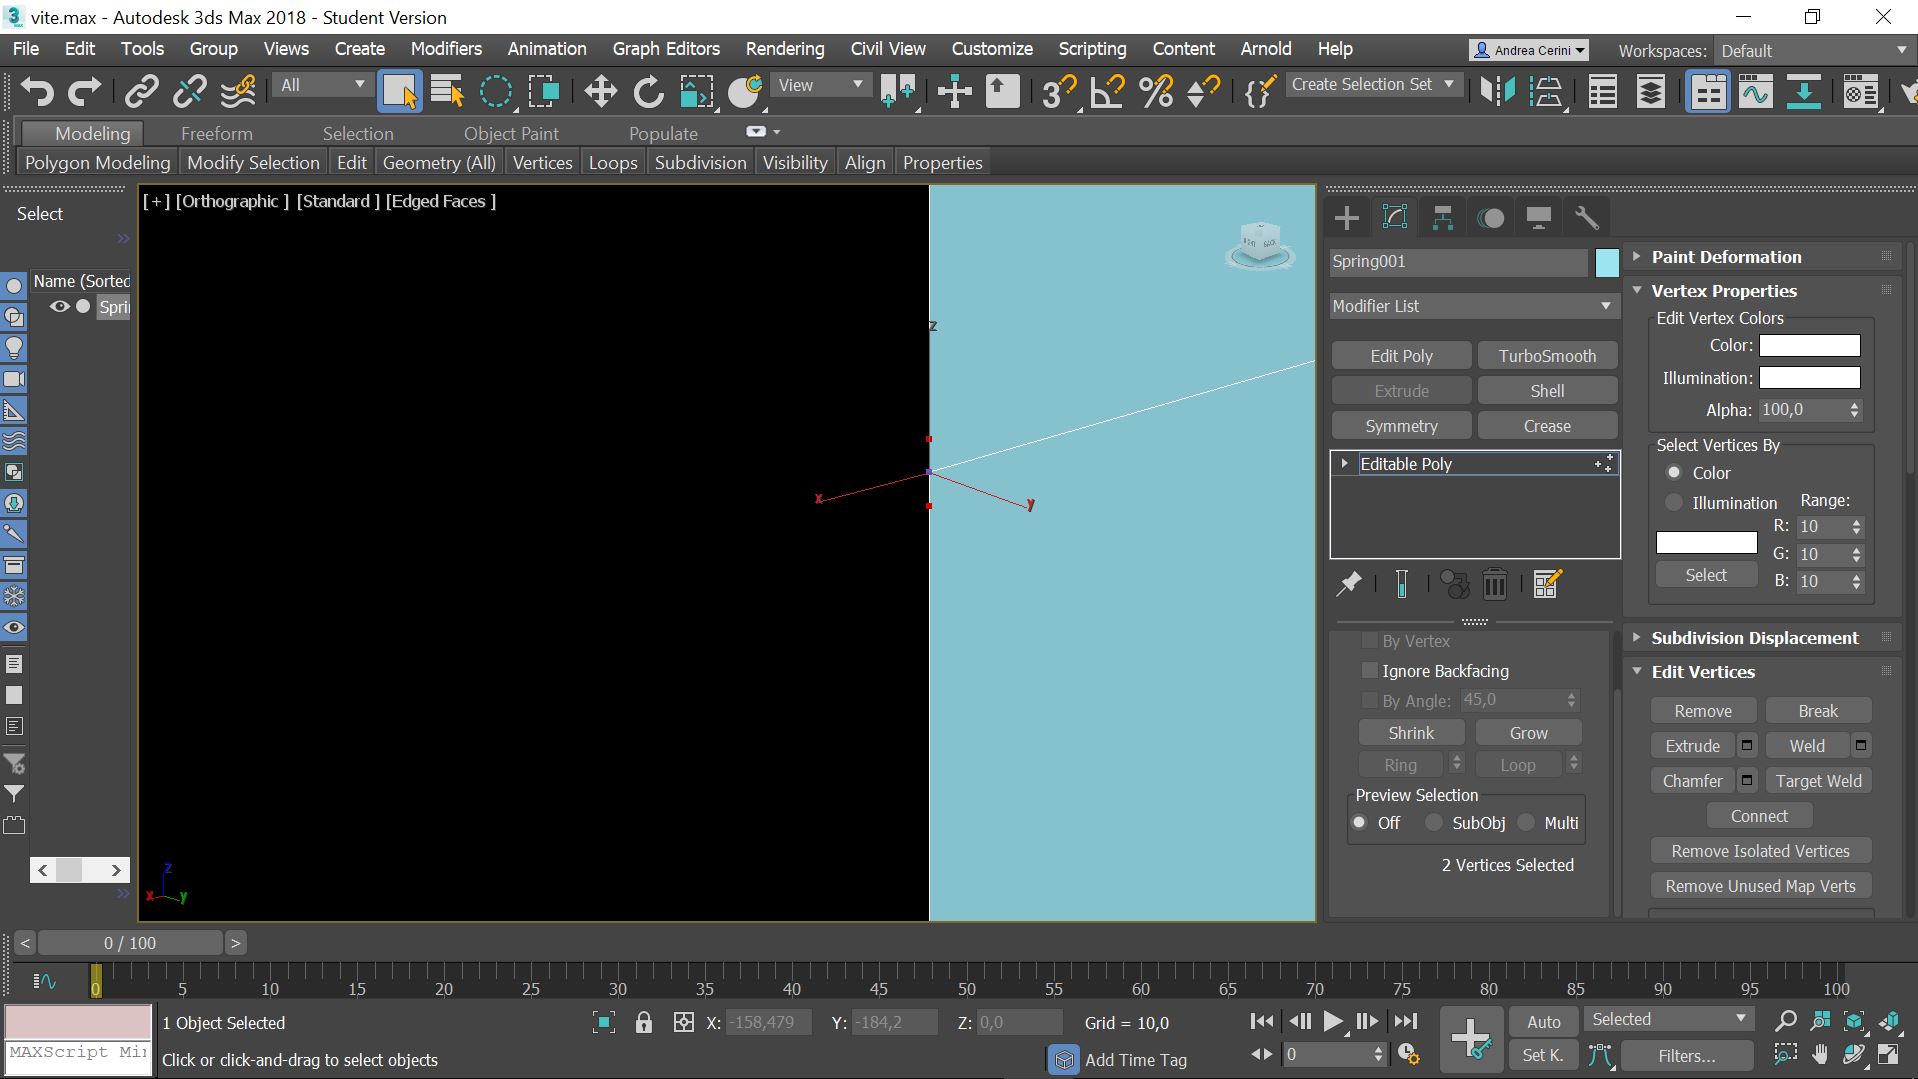 vite.max - Autodesk 3ds Max 2018 - Student Version
File Edit Tools Group Views Create Modifiers Animation Graph Editors Rendering Civil View Customize Scripting Content Arnold Help Andrea Cerini Workspaces: Default
All View Create Selection Set
Modeling Freeform Selection Object Paint Populate
Polygon Modeling Modify Selection Edit Geometry (All) Vertices Loops Subdivision Visibility Align Properties
Select
Name (Sorted
Spri
[+] [Orthographic ] [Standard ] [Edged Faces ]
BACK
z
x y
z
x y
Spring001
Modifier List
Edit Poly TurboSmooth
Extrude Shell
Symmetry Crease
Editable Poly
By Vertex
Ignore Backfacing
By Angle: 45,0
Shrink Grow
Ring Loop
Preview Selection
Off SubObj Multi
2 Vertices Selected
Paint Deformation
Vertex Properties
Edit Vertex Colors
Color:
Illumination:
Alpha: 100,0
Select Vertices By
Color
Illumination Range:
R: 10
G: 10
Select B: 10
Subdivision Displacement
Edit Vertices
Remove Break
Extrude Weld
Chamfer Target Weld
Connect
Remove Isolated Vertices
Remove Unused Map Verts
< 0 / 100 >
0 5 10 15 20 25 30 35 40 45 50 55 60 65 70 75 80 85 90 95 100
1 Object Selected X: -158,479 Y: -184,2 Z: 0,0 Grid = 10,0 Auto Selected
MAXScript Mi
Click or click-and-drag to select objects Add Time Tag 0 Set K. Filters...